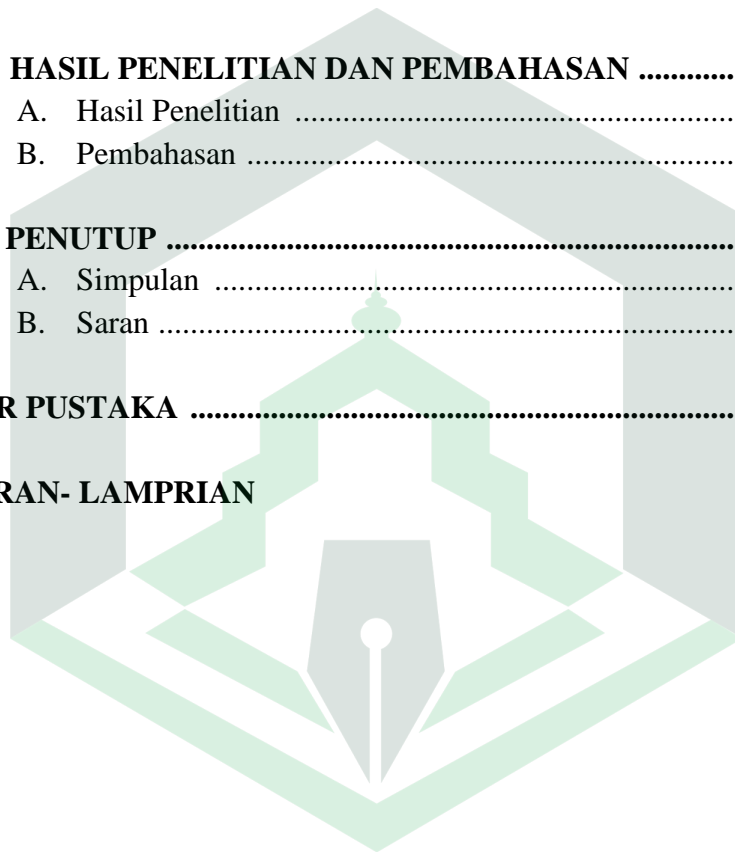 HASIL PENELITIAN DAN PEMBAHASAN ............
A. Hasil Penelitian .......................................................
B. Pembahasan .............................................................
PENUTUP ........................................................................
A. Simpulan .................................................................
B. Saran ........................................................................
R PUSTAKA .....................................................................
RAN- LAMPRIAN